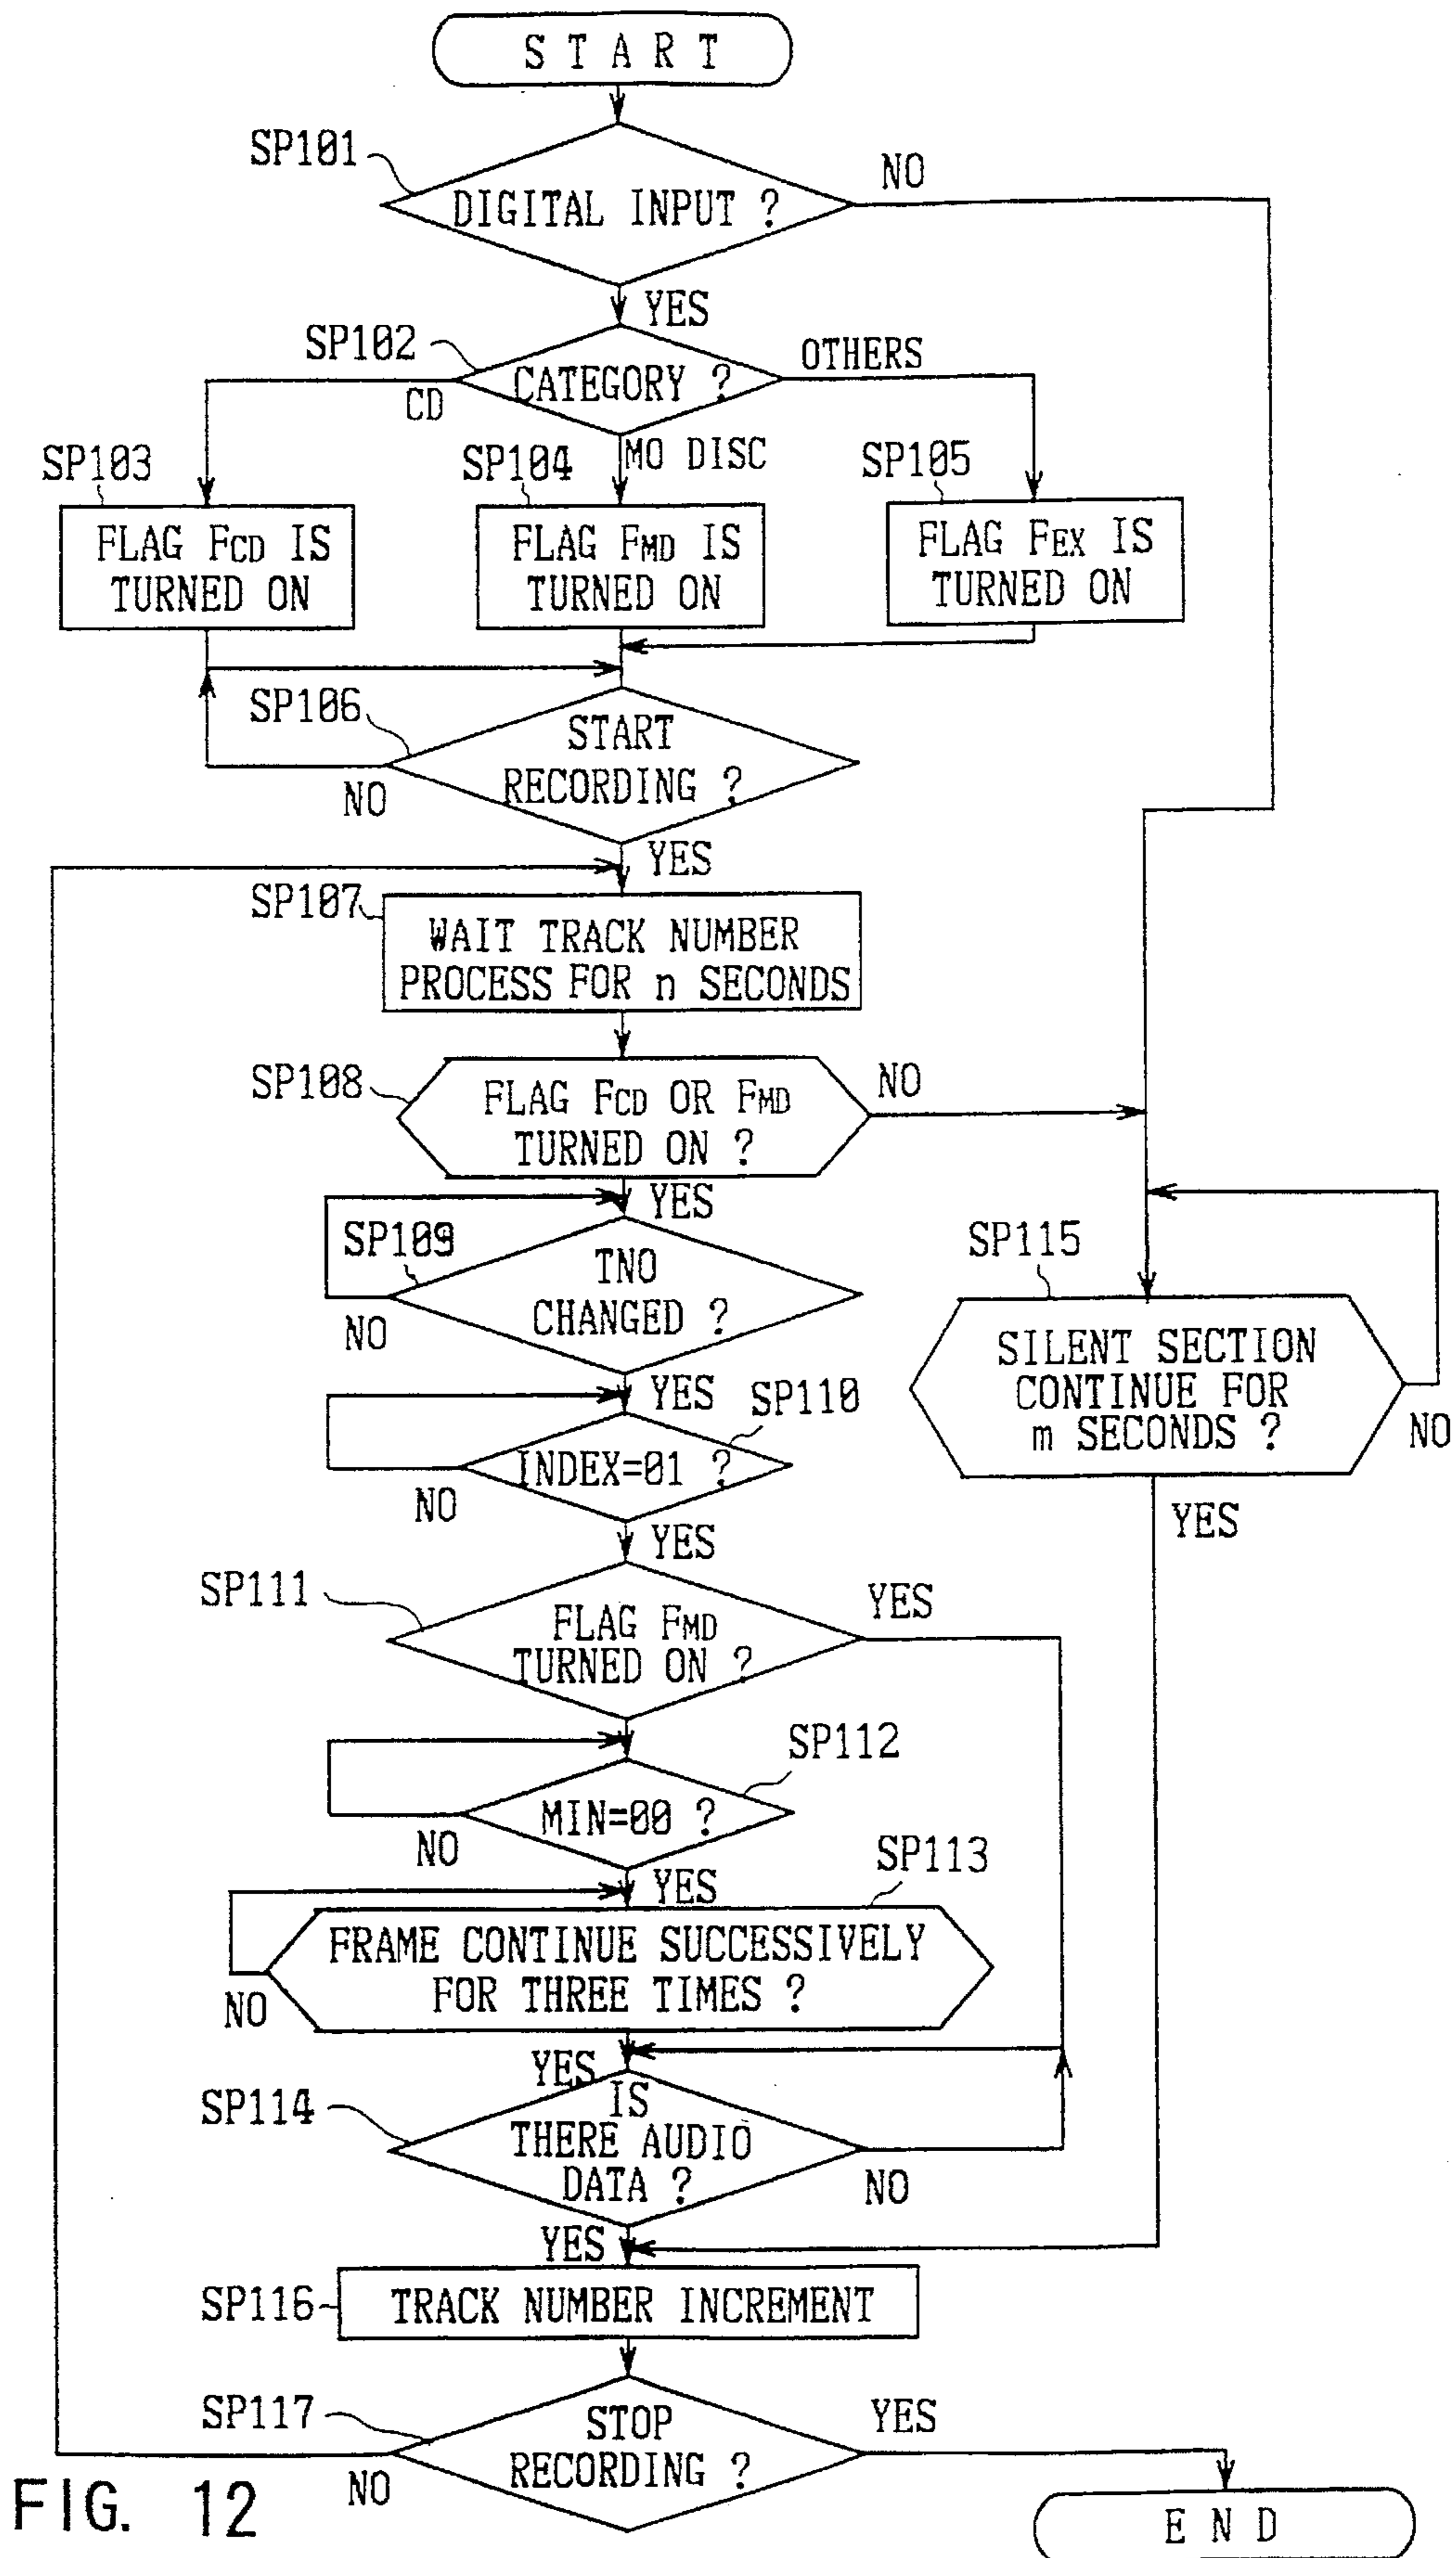 S T A R T
SP101
NO
DIGITAL INPUT ?
YES
SP102
OTHERS
CATEGORY ?
CD
MO DISC
SP103
SP104
SP105
FLAG FCD IS
TURNED ON
FLAG FMD IS
TURNED ON
FLAG FEX IS
TURNED ON
SP106
START
RECORDING ?
NO
YES
SP107
WAIT TRACK NUMBER
PROCESS FOR n SECONDS
SP108
FLAG FCD OR FMD
TURNED ON ?
NO
YES
SP109
TNO
CHANGED ?
NO
SP115
SILENT SECTION
CONTINUE FOR
m SECONDS ?
NO
YES
YES
SP110
INDEX=01 ?
NO
YES
SP111
FLAG FMD
TURNED ON ?
YES
SP112
MIN=00 ?
NO
YES
SP113
FRAME CONTINUE SUCCESSIVELY
FOR THREE TIMES ?
NO
YES
SP114
IS
THERE AUDIO
DATA ?
NO
YES
SP116
TRACK NUMBER INCREMENT
SP117
STOP
RECORDING ?
YES
NO
E N D
FIG. 12